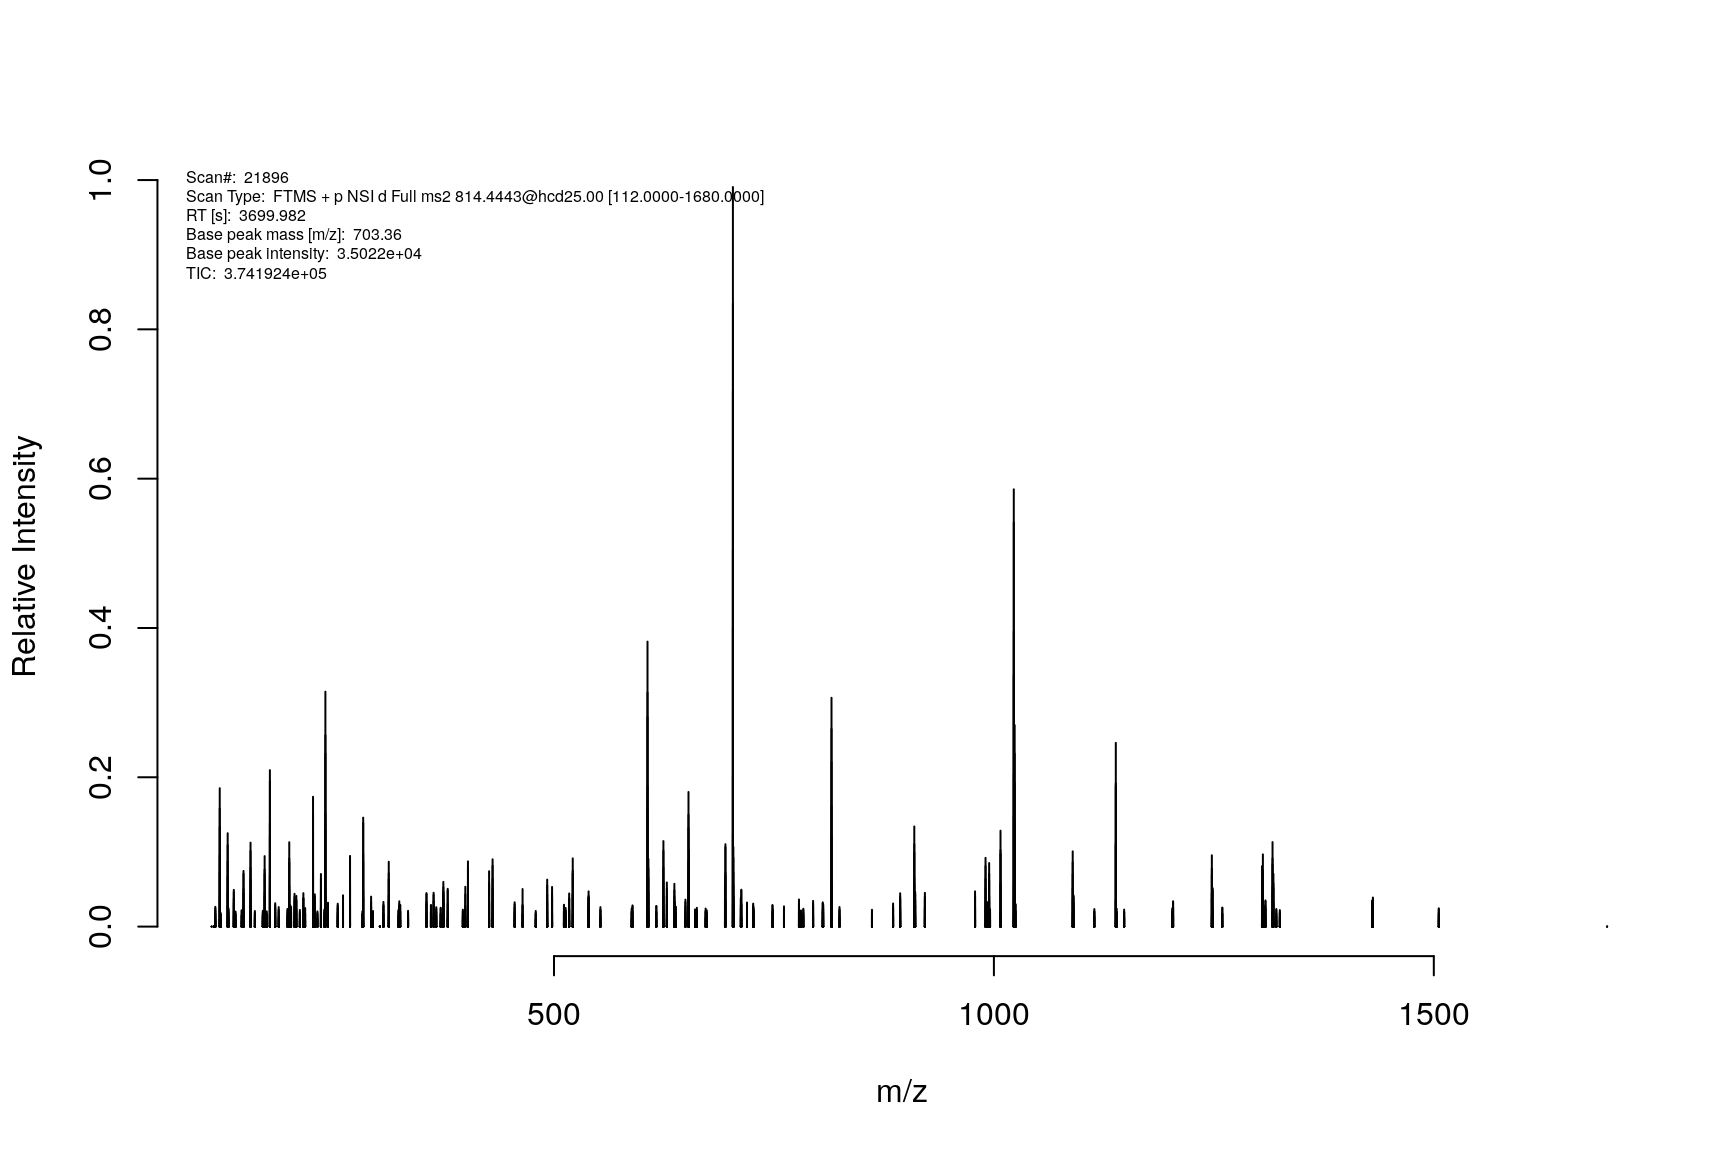 Scan#: 21896
Scan Type: FTMS + p NSI d Full ms2 814.4443@hcd25.00 [112.0000-1680.0000]
RT [s]: 3699.982
Base peak mass [m/z]: 703.36
Base peak intensity: 3.5022e+04
TIC: 3.741924e+05
1.0
0.8
0.6
0.4
0.2
0.0
Relative Intensity
500 1000 1500
m/z